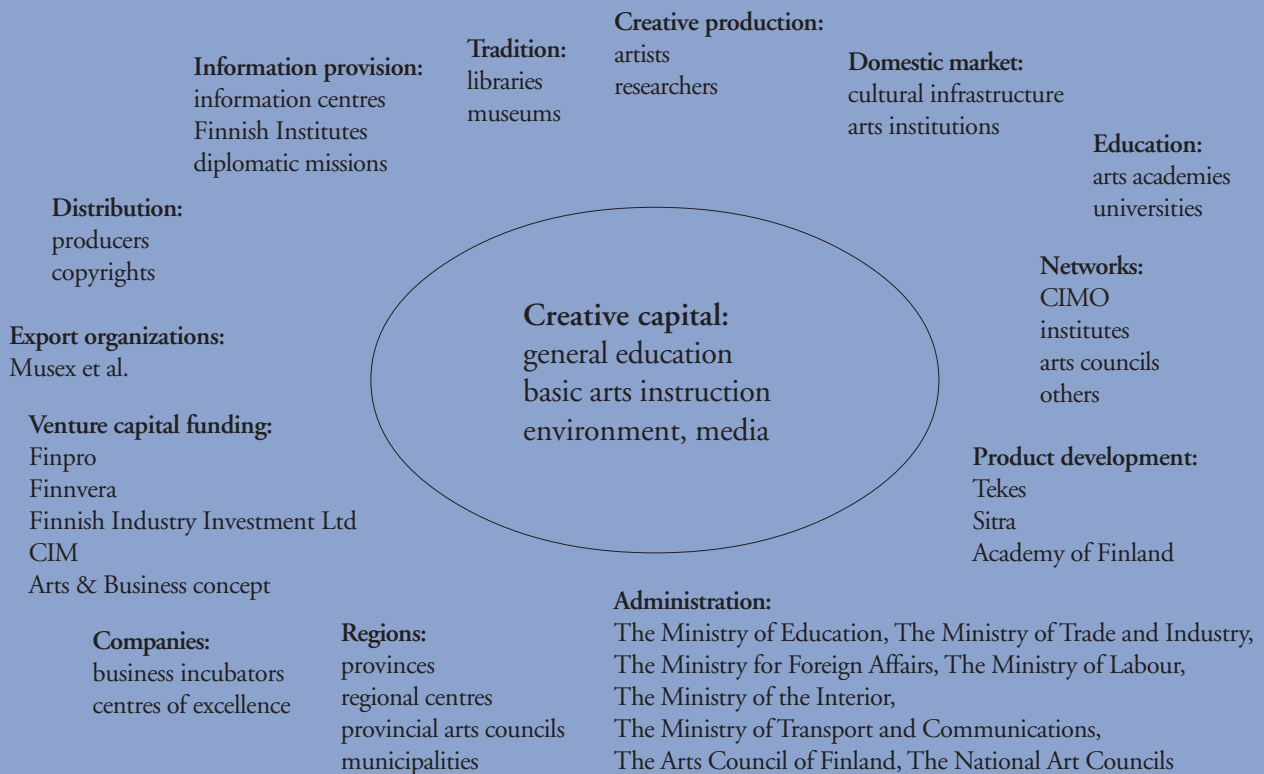 Creative production:
artists
researchers
Tradition:
libraries
museums
Information provision:
information centres
Finnish Institutes
diplomatic missions
Domestic market:
cultural infrastructure
arts institutions
Education:
arts academies
universities
Distribution:
producers
copyrights
Networks:
CIMO
institutes
arts councils
others
Creative capital:
general education
basic arts instruction
environment, media
Export organizations:
Musex et al.
Venture capital funding:
Finpro
Finnvera
Finnish Industry Investment Ltd
CIM
Arts & Business concept
Product development:
Tekes
Sitra
Academy of Finland
Companies:
business incubators
centres of excellence
Regions:
provinces
regional centres
provincial arts councils
municipalities
Administration:
The Ministry of Education, The Ministry of Trade and Industry,
The Ministry for Foreign Affairs, The Ministry of Labour,
The Ministry of the Interior,
The Ministry of Transport and Communications,
The Arts Council of Finland, The National Art Councils